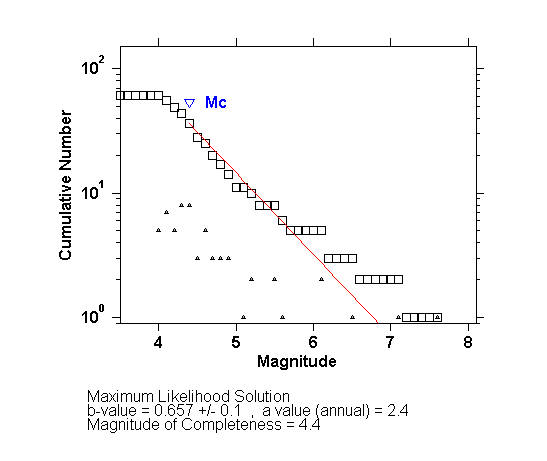 10²
Mc
10¹
10⁰
Cumulative Number
4 5 6 7 8
Magnitude
Maximum Likelihood Solution
b-value = 0.657 +/- 0.1 , a value (annual) = 2.4
Magnitude of Completeness = 4.4